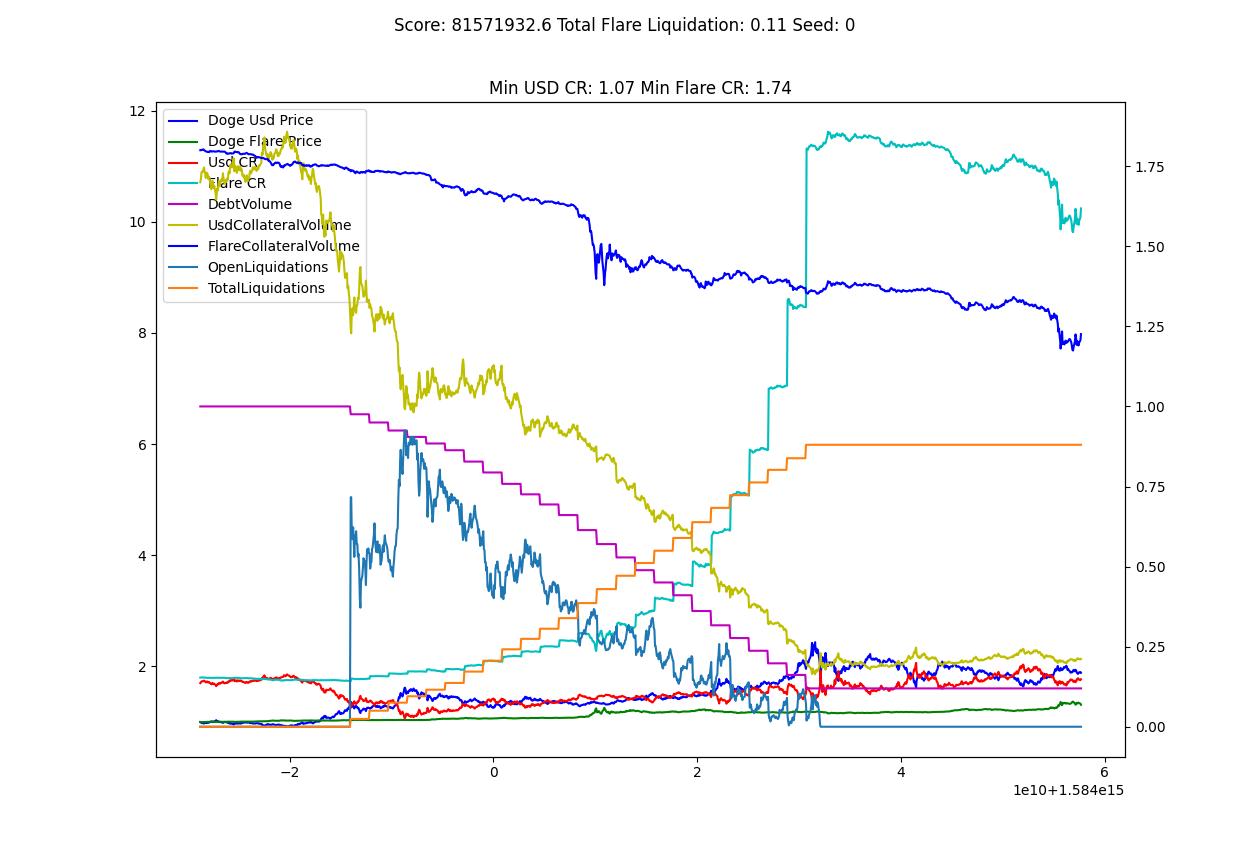 Score: 81571932.6 Total Flare Liquidation: 0.11 Seed: 0
Min USD CR: 1.07 Min Flare CR: 1.74
12
10
8
6
4
2
Doge Usd Price
Doge Flare Price
Usd CR
Flare CR
DebtVolume
UsdCollateralVolume
FlareCollateralVolume
OpenLiquidations
TotalLiquidations
1.75
1.50
1.25
1.00
0.75
0.50
0.25
0.00
−2 0 2 4 6
1e10+1.584e15